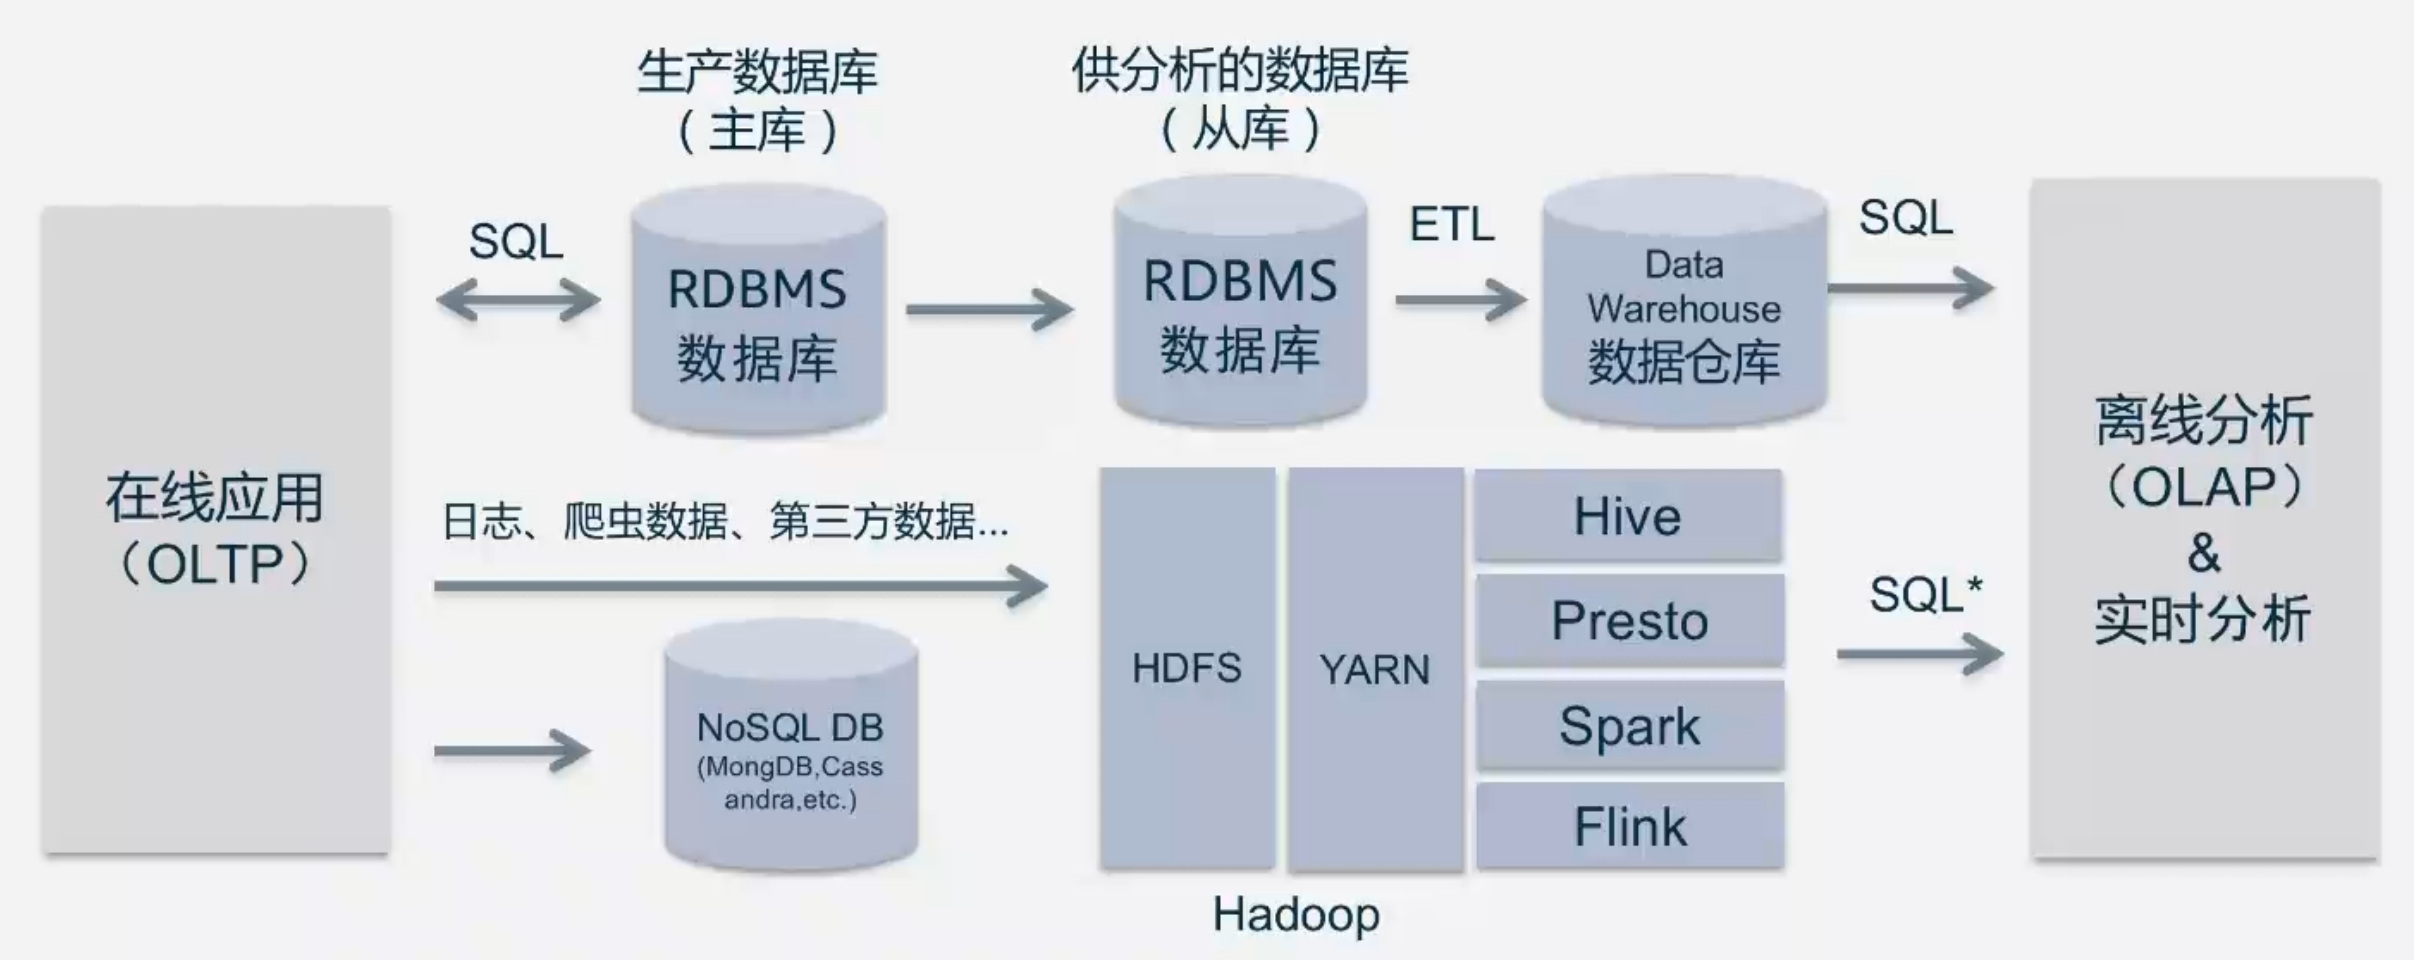 生产数据库
（主库）
供分析的数据库
（从库）
SQL
RDBMS
数据库
RDBMS
数据库
ETL
Data
Warehouse
数据仓库
SQL
在线应用
（OLTP）
日志、爬虫数据、第三方数据...
NoSQL DB
(MongDB,Cass
andra,etc.)
HDFS
YARN
Hive
Presto
Spark
Flink
Hadoop
SQL*
离线分析
（OLAP）
&
实时分析